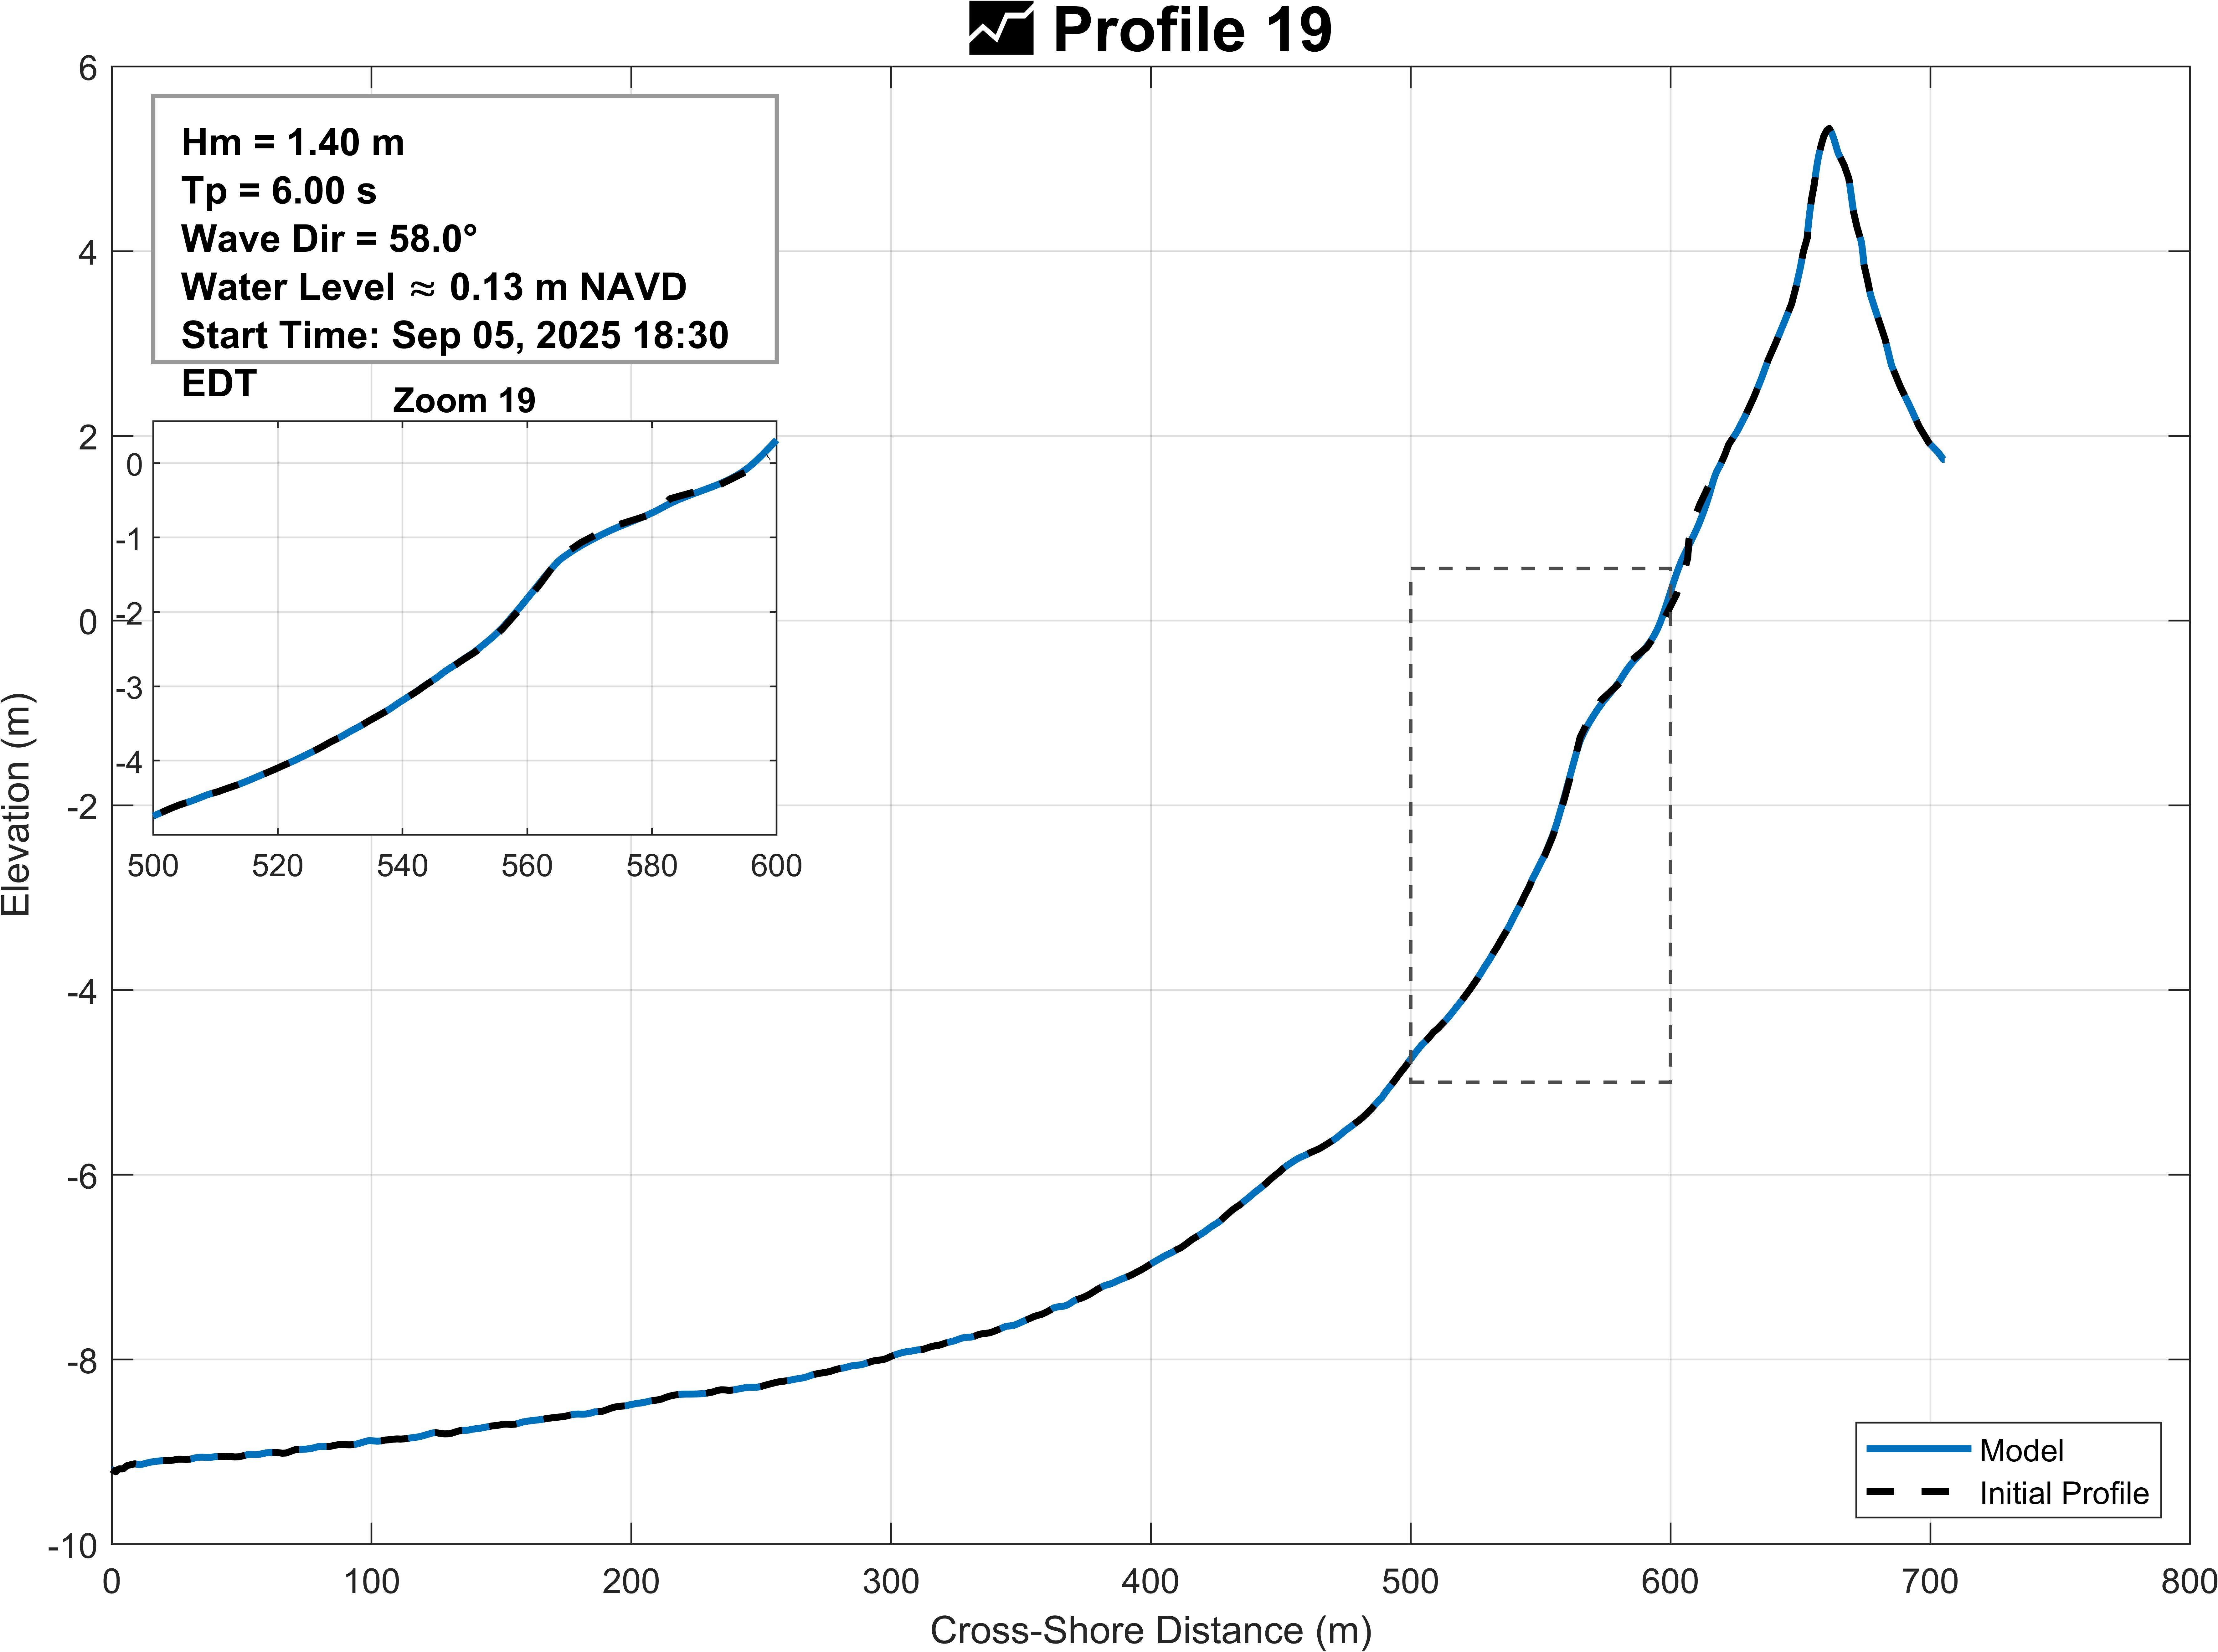 Profile 19
6
4
2
0
-2
-4
-6
-8
-10
Elevation (m)
Hm = 1.40 m
Tp = 6.00 s
Wave Dir = 58.0°
Water Level ≈ 0.13 m NAVD
Start Time: Sep 05, 2025 18:30
EDT
Zoom 19
0
-1
-2
-3
-4
500 520 540 560 580 600
Model
Initial Profile
0 100 200 300 400 500 600 700 800
Cross-Shore Distance (m)